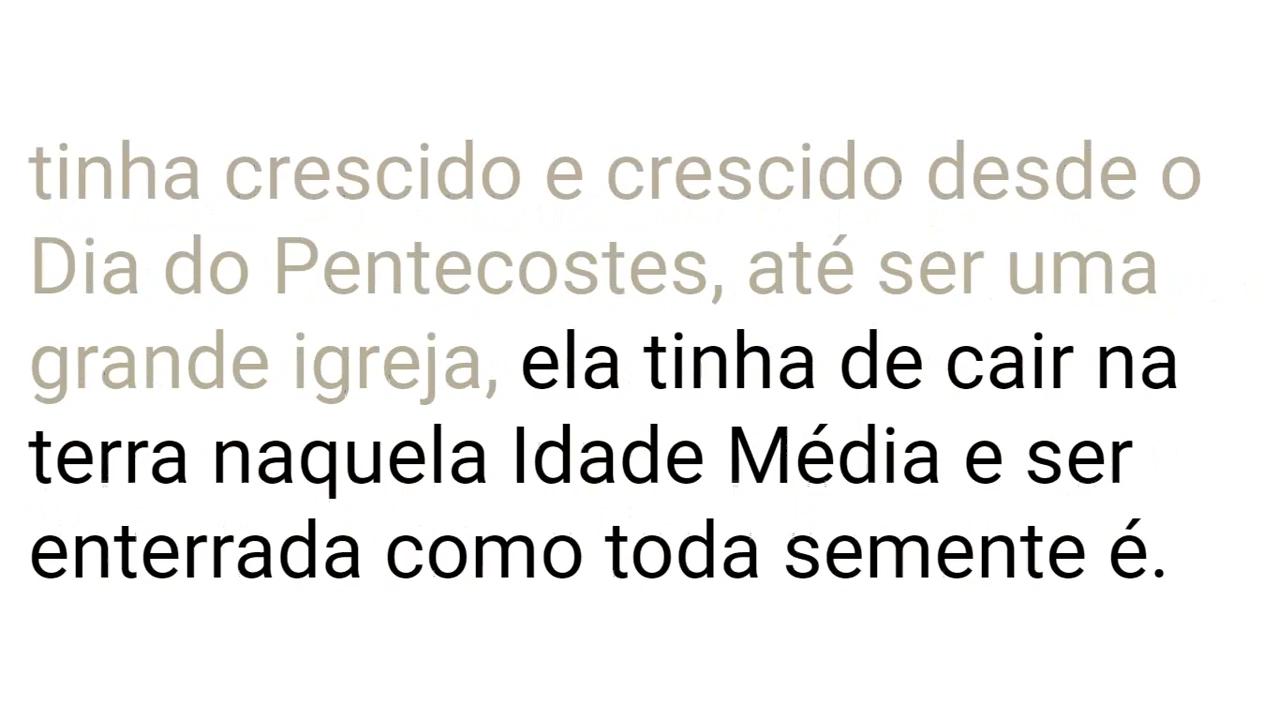 tinha crescido e crescido desde o
Dia do Pentecostes, até ser uma
grande igreja, ela tinha de cair na
terra naquela Idade Média e ser
enterrada como toda semente é.